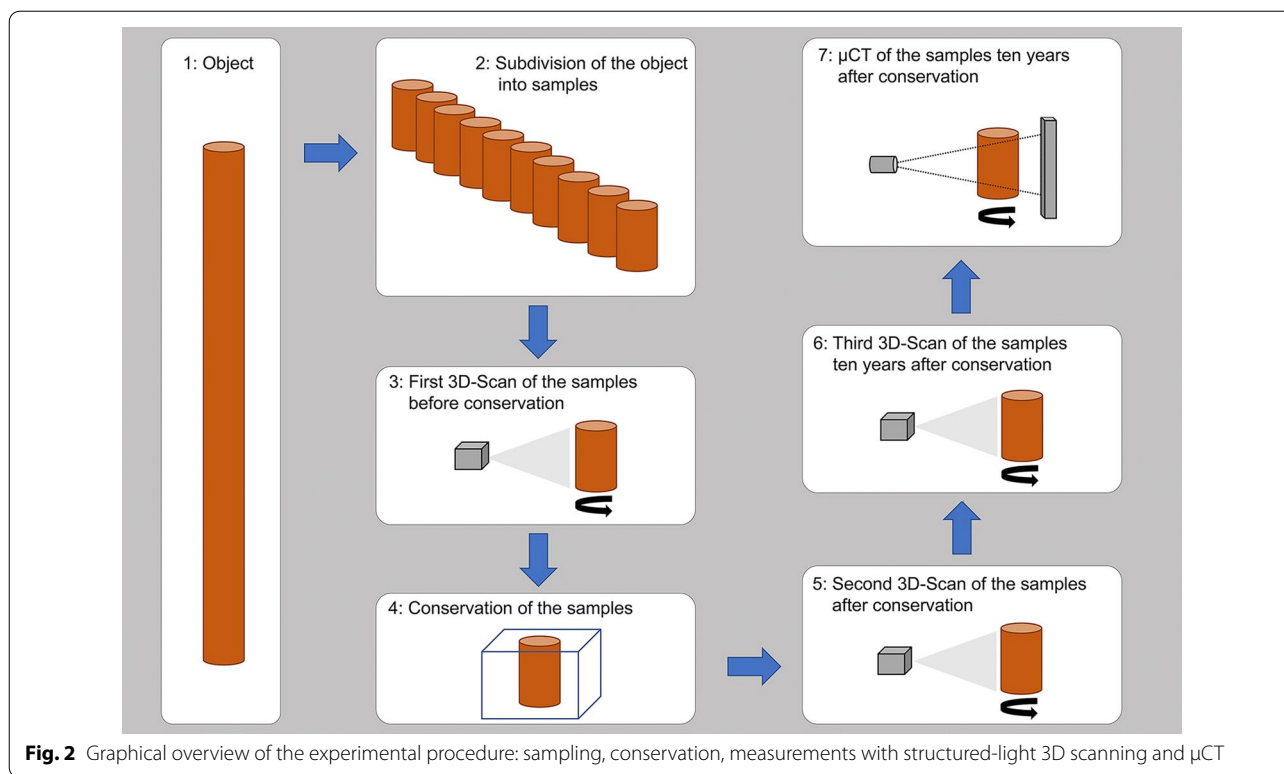 1: Object
2: Subdivision of the object
into samples
3: First 3D-Scan of the samples
before conservation
4: Conservation of the samples
5: Second 3D-Scan of the samples
after conservation
6: Third 3D-Scan of the samples
ten years after conservation
7: µCT of the samples ten years
after conservation
Fig. 2 Graphical overview of the experimental procedure: sampling, conservation, measurements with structured-light 3D scanning and µCT